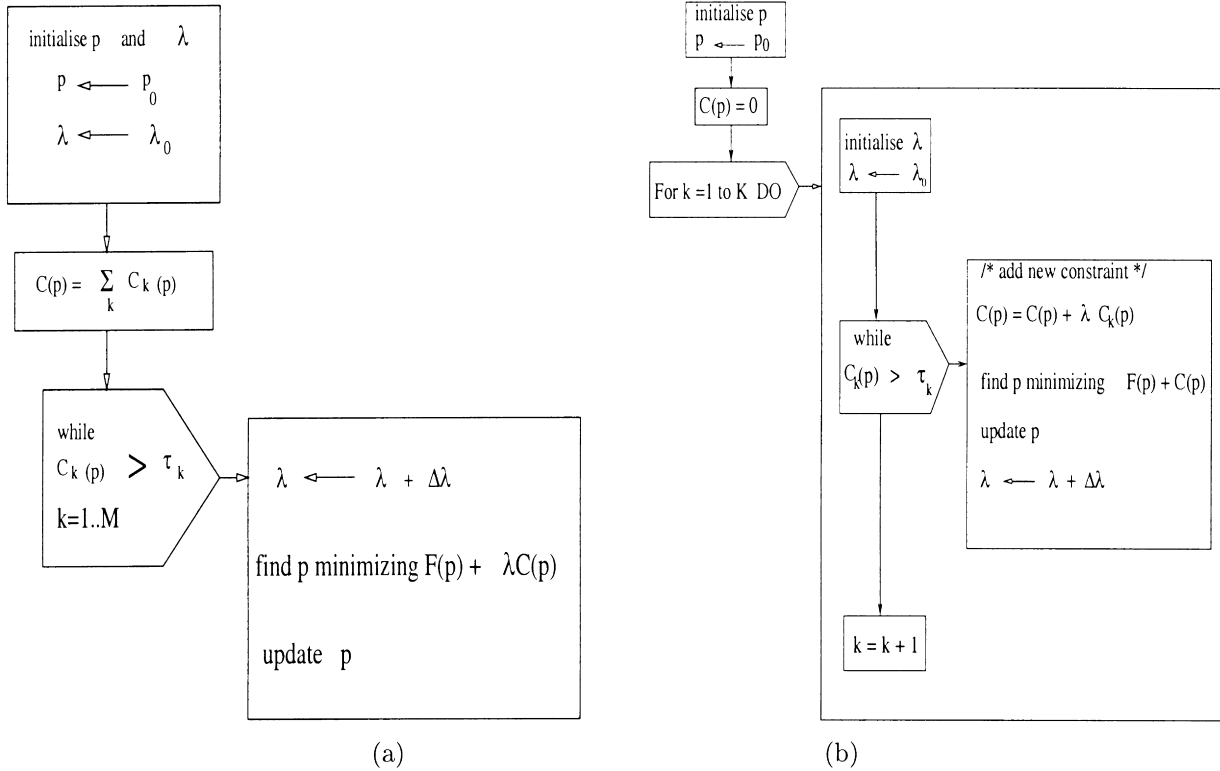 initialise p and λ
p ← p0
λ ← λ0
C(p) = Σk Ck (p)
while
Ck (p) > τk
k=1..M
λ ← λ + Δλ
find p minimizing F(p) + λC(p)
update p
(a)
initialise p
p ← p0
C(p) = 0
For k =1 to K DO
initialise λ
λ ← λ0
while
Ck(p) > τk
/* add new constraint */
C(p) = C(p) + λ Ck(p)
find p minimizing F(p) + C(p)
update p
λ ← λ + Δλ
k = k + 1
(b)